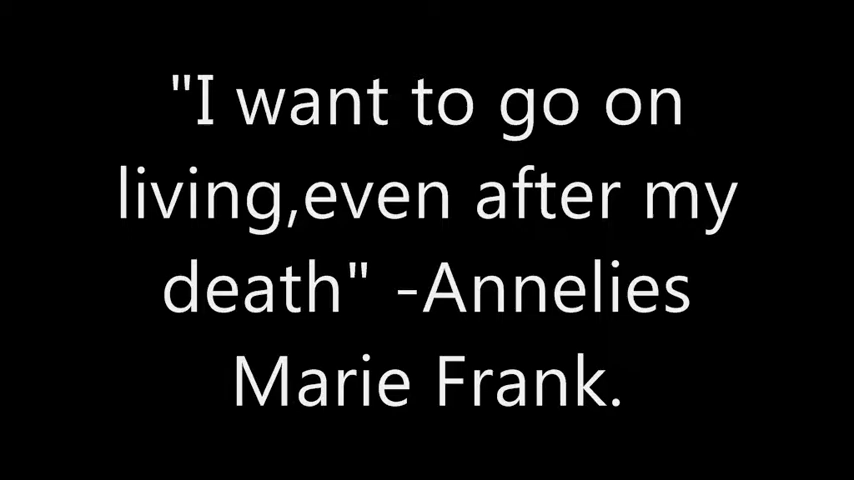 "I want to go on
living,even after my
death" -Annelies
Marie Frank.